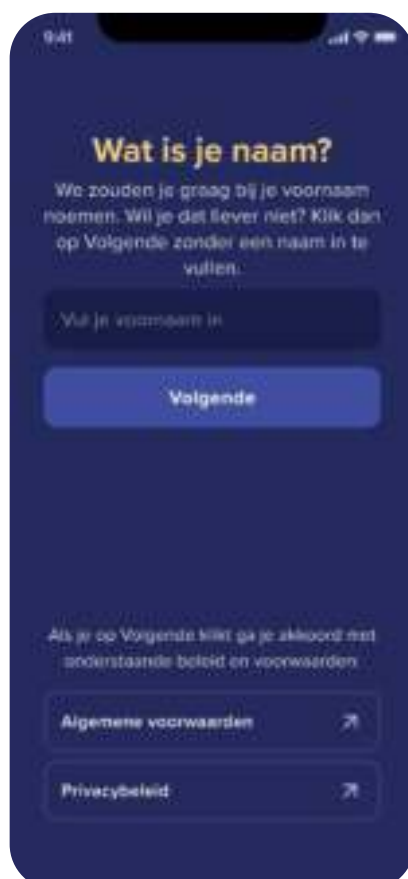 9:41
Wat is je naam?
We zouden je graag bij je voornaam
noemen. Wil je dat liever niet? Klik dan
op Volgende zonder een naam in te
vullen.
Vul je voornaam in
Volgende
Als je op Volgende klikt ga je akkoord met
onderstaande beleid en voorwaarden
Algemene voorwaarden
Privacybeleid